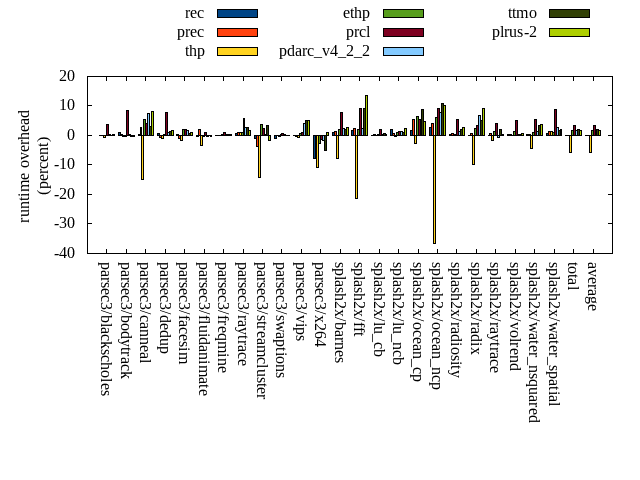 rec ethp ttmo
prec prcl plrus-2
thp pdarc_v4_2_2
20
10
0
-10
-20
-30
-40
runtime overhead
(percent)
parsec3/blackscholes
parsec3/bodytrack
parsec3/canneal
parsec3/dedup
parsec3/facesim
parsec3/fluidanimate
parsec3/freqmine
parsec3/raytrace
parsec3/streamcluster
parsec3/swaptions
parsec3/vips
parsec3/x264
splash2x/barnes
splash2x/fft
splash2x/lu_cb
splash2x/lu_ncb
splash2x/ocean_cp
splash2x/ocean_ncp
splash2x/radiosity
splash2x/radix
splash2x/raytrace
splash2x/volrend
splash2x/water_nsquared
splash2x/water_spatial
total
average